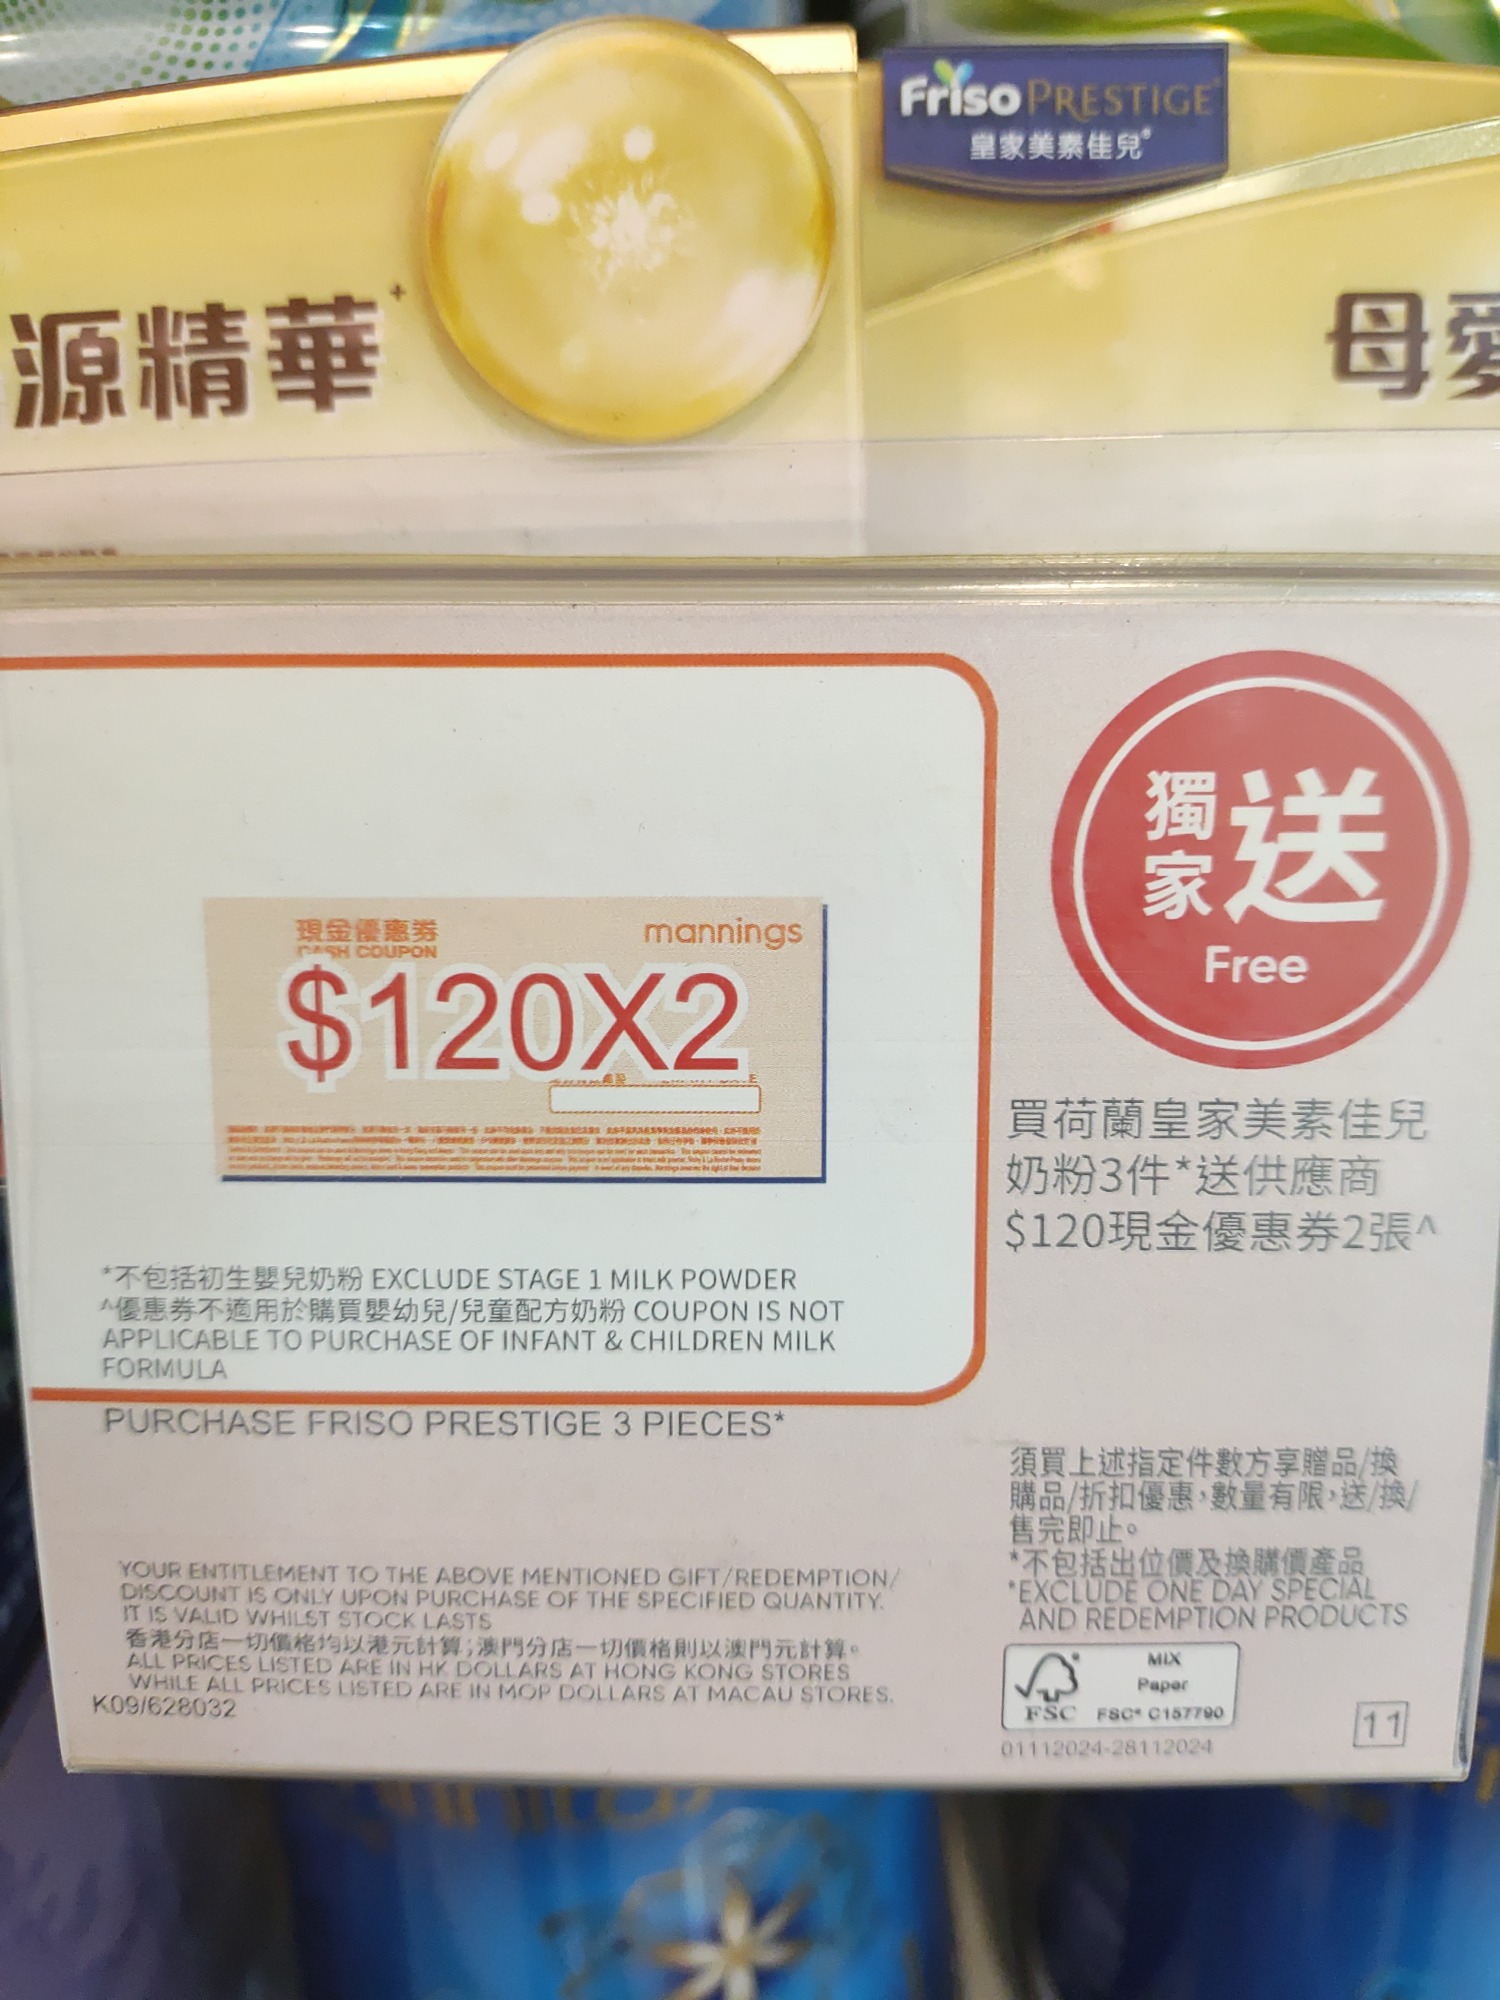 Friso PRESTIGE
皇家美素佳兒®
源精華+
母愛
獨家送
Free
現金優惠券
mannings
CASH COUPON
$120X2
買荷蘭皇家美素佳兒
奶粉3件*送供應商
$120現金優惠券2張^
*不包括初生嬰兒奶粉 EXCLUDE STAGE 1 MILK POWDER
^優惠券不適用於購買嬰幼兒/兒童配方奶粉 COUPON IS NOT
APPLICABLE TO PURCHASE OF INFANT & CHILDREN MILK
FORMULA
PURCHASE FRISO PRESTIGE 3 PIECES*
須買上述指定件數方享贈品/換
購品/折扣優惠，數量有限，送/換/
售完即止。
*不包括出位價及換購價產品
*EXCLUDE ONE DAY SPECIAL
AND REDEMPTION PRODUCTS
YOUR ENTITLEMENT TO THE ABOVE MENTIONED GIFT/REDEMPTION/
DISCOUNT IS ONLY UPON PURCHASE OF THE SPECIFIED QUANTITY.
IT IS VALID WHILST STOCK LASTS
香港分店一切價格均以港元計算；澳門分店一切價格則以澳門元計算。
ALL PRICES LISTED ARE IN HK DOLLARS AT HONG KONG STORES
WHILE ALL PRICES LISTED ARE IN MOP DOLLARS AT MACAU STORES.
K09/628032
MIX
Paper
FSC FSC® C157790
11
01112024-28112024